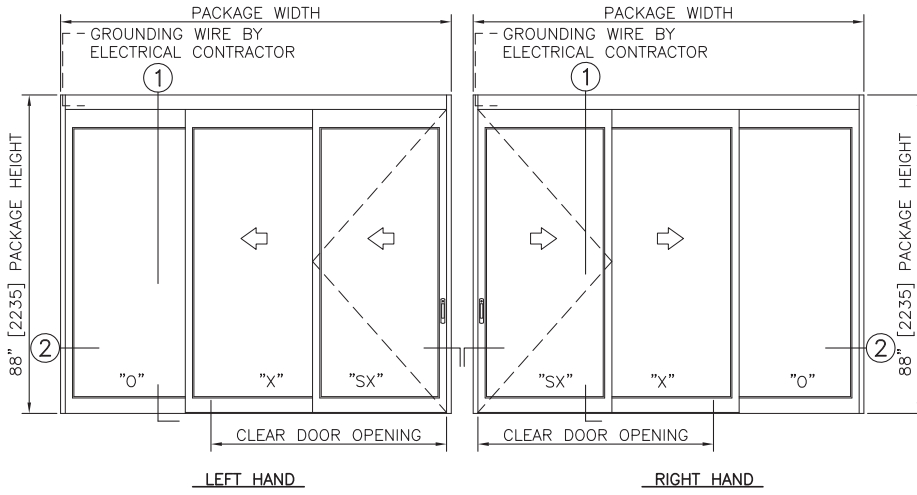 PACKAGE WIDTH
GROUNDING WIRE BY
ELECTRICAL CONTRACTOR
1
88" [2235] PACKAGE HEIGHT
2
"O"
"X"
"SX"
CLEAR DOOR OPENING
LEFT HAND
PACKAGE WIDTH
GROUNDING WIRE BY
ELECTRICAL CONTRACTOR
1
88" [2235] PACKAGE HEIGHT
2
"SX"
"X"
"O"
CLEAR DOOR OPENING
RIGHT HAND